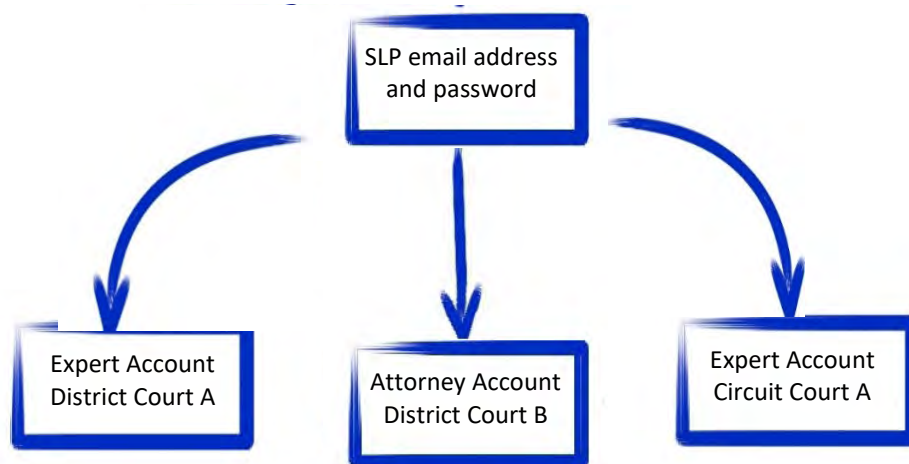 SLP email address
and password
Expert Account
District Court A
Attorney Account
District Court B
Expert Account
Circuit Court A